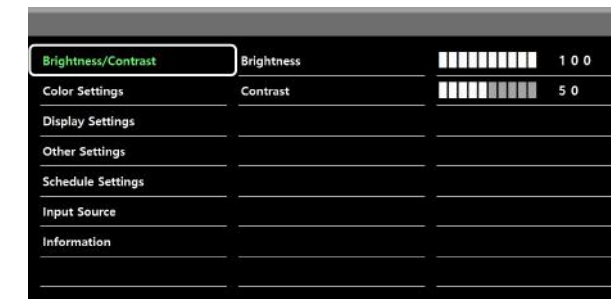 Brightness/Contrast Brightness 100
Color Settings Contrast 50
Display Settings
Other Settings
Schedule Settings
Input Source
Information